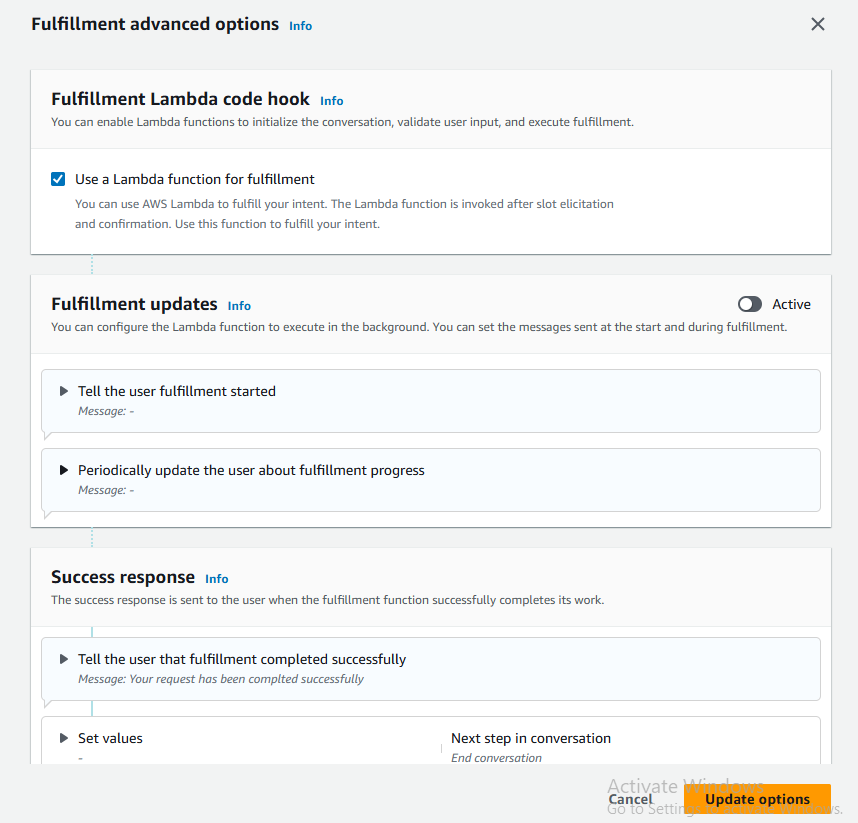 Fulfillment advanced options Info
Fulfillment Lambda code hook Info
You can enable Lambda functions to initialize the conversation, validate user input, and execute fulfillment.
Use a Lambda function for fulfillment
You can use AWS Lambda to fulfill your intent. The Lambda function is invoked after slot elicitation
and confirmation. Use this function to fulfill your intent.
Fulfillment updates Info
Active
You can configure the Lambda function to execute in the background. You can set the messages sent at the start and during fulfillment.
Tell the user fulfillment started
Message: -
Periodically update the user about fulfillment progress
Message: -
Success response Info
The success response is sent to the user when the fulfillment function successfully completes its work.
Tell the user that fulfillment completed successfully
Message: Your request has been complted successfully
Set values
-
Next step in conversation
End conversation
Activate Windows
Go to Settings to activate Windows.
Cancel
Update options